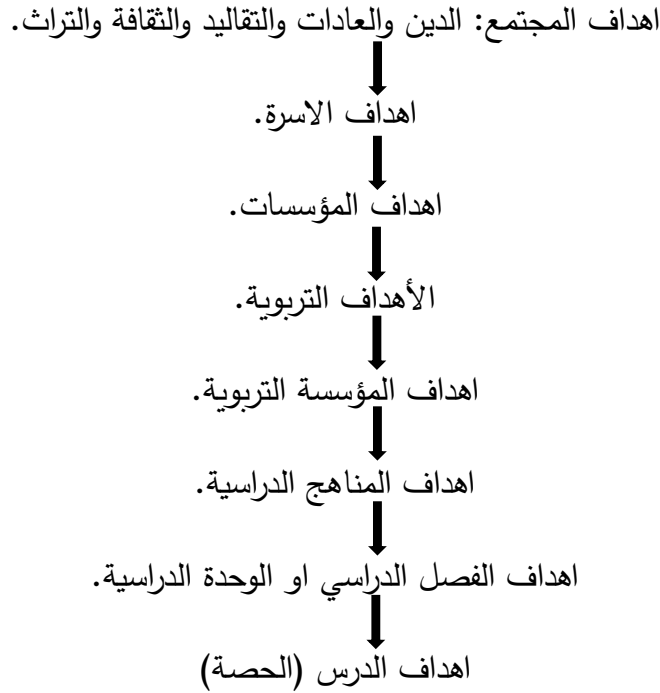 اهداف المجتمع: الدين والعادات والتقاليد والثقافة والتراث.
اهداف الاسرة.
اهداف المؤسسات.
الأهداف التربوية.
اهداف المؤسسة التربوية.
اهداف المناهج الدراسية.
اهداف الفصل الدراسي او الوحدة الدراسية.
اهداف الدرس (الحصة)